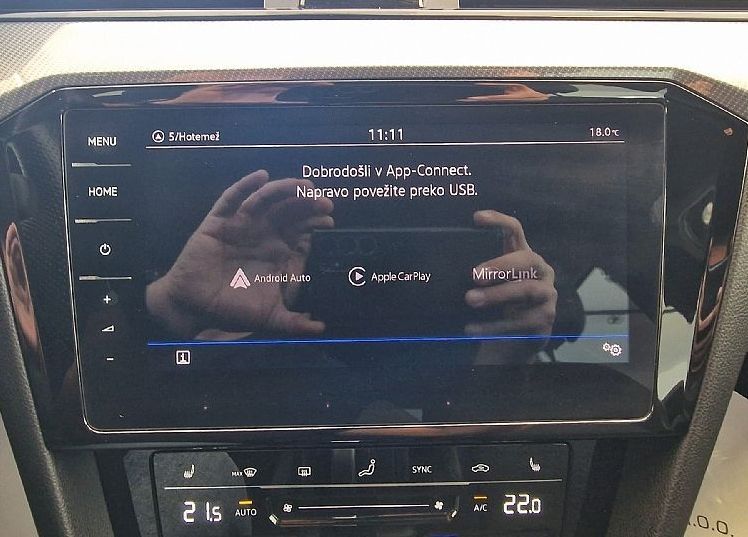 MENU
5/Hotemež
11:11
18.0°C
HOME
Dobrodošli v App-Connect.
Napravo povežite preko USB.
Android Auto
Apple CarPlay
MirrorLink
+
-
i
MAX
SYNC
21.5
AUTO
A/C
22.0
.O.O.